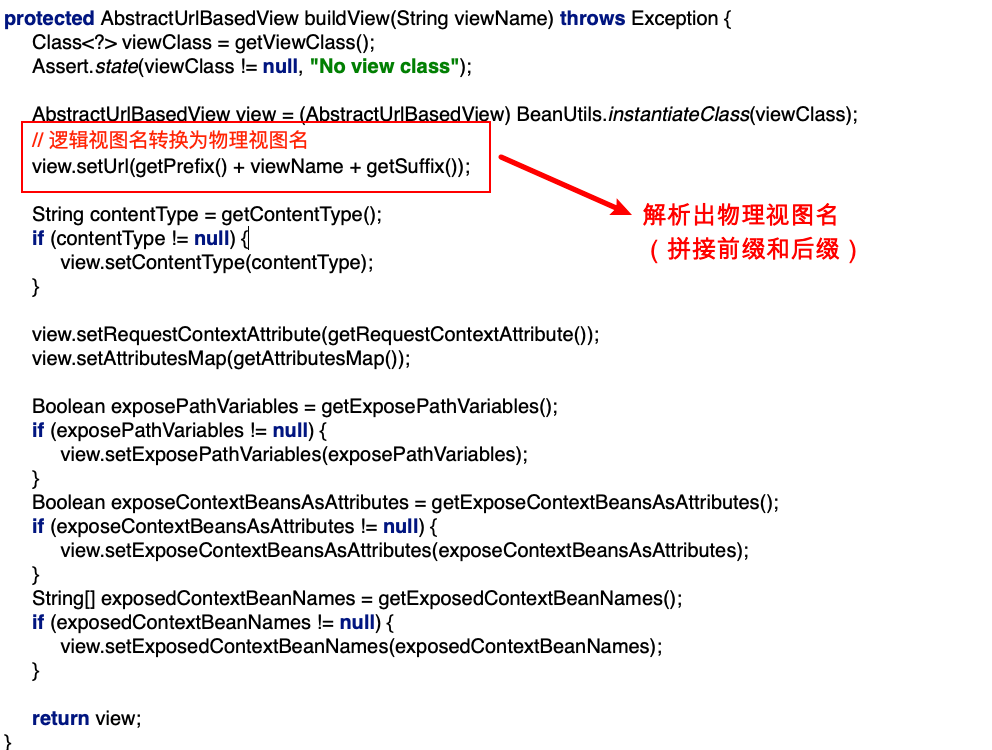 protected AbstractUrlBasedView buildView(String viewName) throws Exception {
Class<?> viewClass = getViewClass();
Assert.state(viewClass != null, "No view class");
AbstractUrlBasedView view = (AbstractUrlBasedView) BeanUtils.instantiateClass(viewClass);
// 逻辑视图名转换为物理视图名
view.setUrl(getPrefix() + viewName + getSuffix());
解析出物理视图名
（拼接前缀和后缀）
String contentType = getContentType();
if (contentType != null) {
view.setContentType(contentType);
}
view.setRequestContextAttribute(getRequestContextAttribute());
view.setAttributesMap(getAttributesMap());
Boolean exposePathVariables = getExposePathVariables();
if (exposePathVariables != null) {
view.setExposePathVariables(exposePathVariables);
}
Boolean exposeContextBeansAsAttributes = getExposeContextBeansAsAttributes();
if (exposeContextBeansAsAttributes != null) {
view.setExposeContextBeansAsAttributes(exposeContextBeansAsAttributes);
}
String[] exposedContextBeanNames = getExposedContextBeanNames();
if (exposedContextBeanNames != null) {
view.setExposedContextBeanNames(exposedContextBeanNames);
}
return view;
}